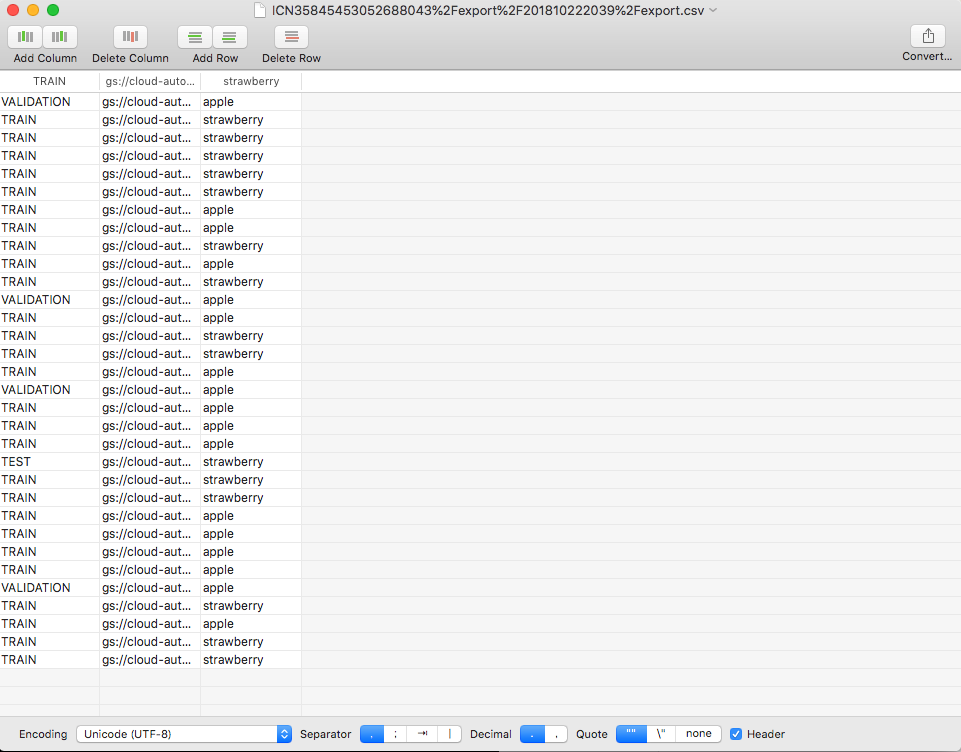 ICN35845453052688043%2Fexport%2F201810222039%2Fexport.csv
Add Column Delete Column Add Row Delete Row Convert...
TRAIN gs://cloud-auto... strawberry
VALIDATION gs://cloud-aut... apple
TRAIN gs://cloud-aut... strawberry
TRAIN gs://cloud-aut... strawberry
TRAIN gs://cloud-aut... strawberry
TRAIN gs://cloud-aut... strawberry
TRAIN gs://cloud-aut... strawberry
TRAIN gs://cloud-aut... apple
TRAIN gs://cloud-aut... apple
TRAIN gs://cloud-aut... strawberry
TRAIN gs://cloud-aut... apple
TRAIN gs://cloud-aut... strawberry
VALIDATION gs://cloud-aut... apple
TRAIN gs://cloud-aut... apple
TRAIN gs://cloud-aut... strawberry
TRAIN gs://cloud-aut... strawberry
TRAIN gs://cloud-aut... apple
VALIDATION gs://cloud-aut... apple
TRAIN gs://cloud-aut... apple
TRAIN gs://cloud-aut... apple
TRAIN gs://cloud-aut... apple
TEST gs://cloud-aut... strawberry
TRAIN gs://cloud-aut... strawberry
TRAIN gs://cloud-aut... strawberry
TRAIN gs://cloud-aut... apple
TRAIN gs://cloud-aut... apple
TRAIN gs://cloud-aut... apple
TRAIN gs://cloud-aut... apple
VALIDATION gs://cloud-aut... apple
TRAIN gs://cloud-aut... strawberry
TRAIN gs://cloud-aut... apple
TRAIN gs://cloud-aut... strawberry
TRAIN gs://cloud-aut... strawberry
Encoding Unicode (UTF-8) Separator , ; ⇥ | Decimal . , Quote "" \" none Header